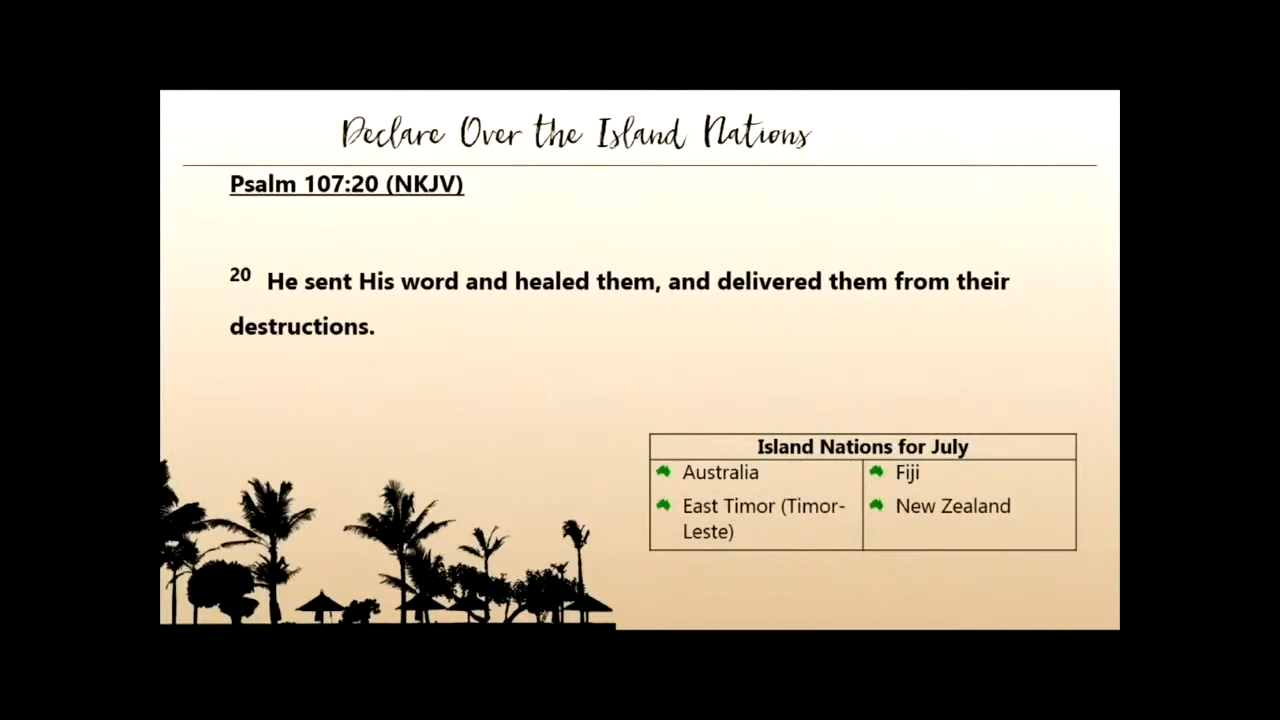 Declare Over the Island Nations
Psalm 107:20 (NKJV)
20 He sent His word and healed them, and delivered them from their
destructions.
Island Nations for July
Australia
East Timor (Timor-
Leste)
Fiji
New Zealand